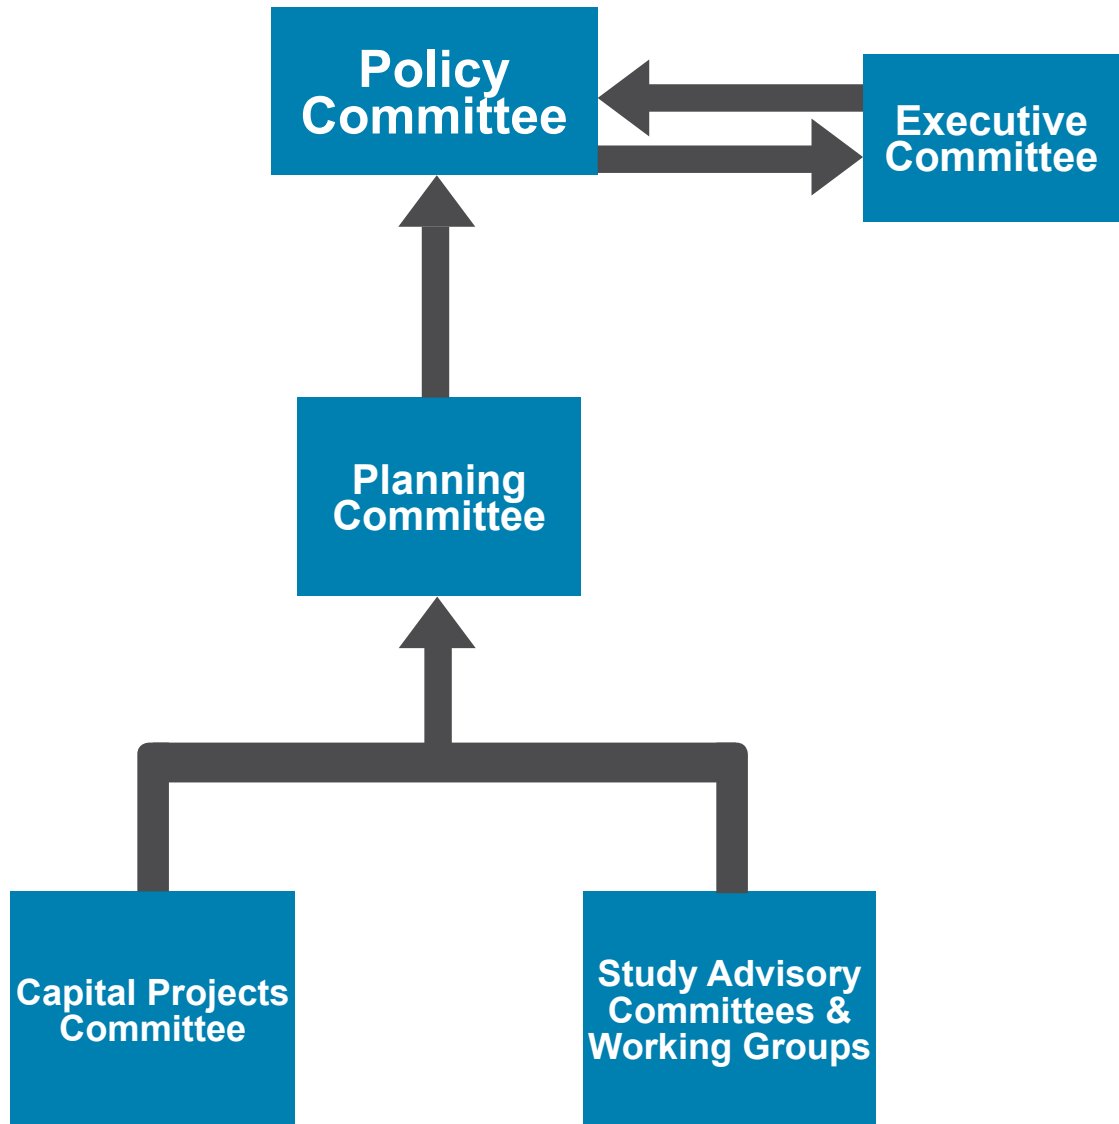 Policy
Committee
Executive
Committee
Planning
Committee
Capital Projects
Committee
Study Advisory
Committees &
Working Groups